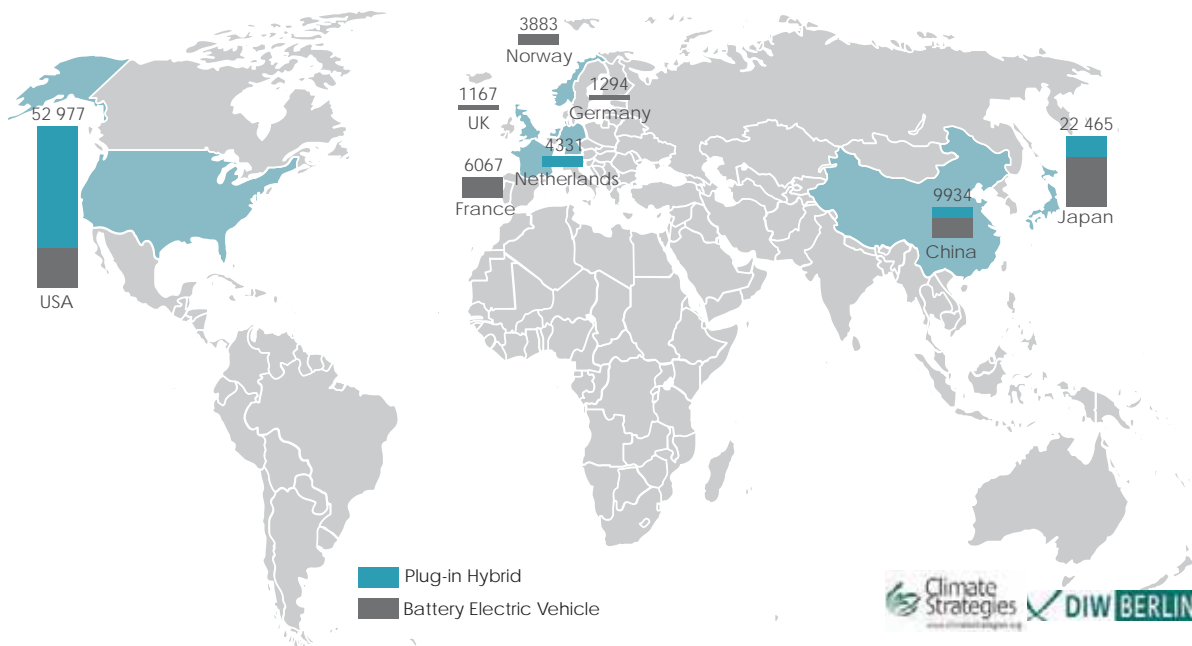 3883
Norway
1294
Germany
1167
UK
52 977
USA
4331
Netherlands
6067
France
22 465
Japan
9934
China
Plug-in Hybrid
Battery Electric Vehicle
Climate
Strategies
DIW BERLIN